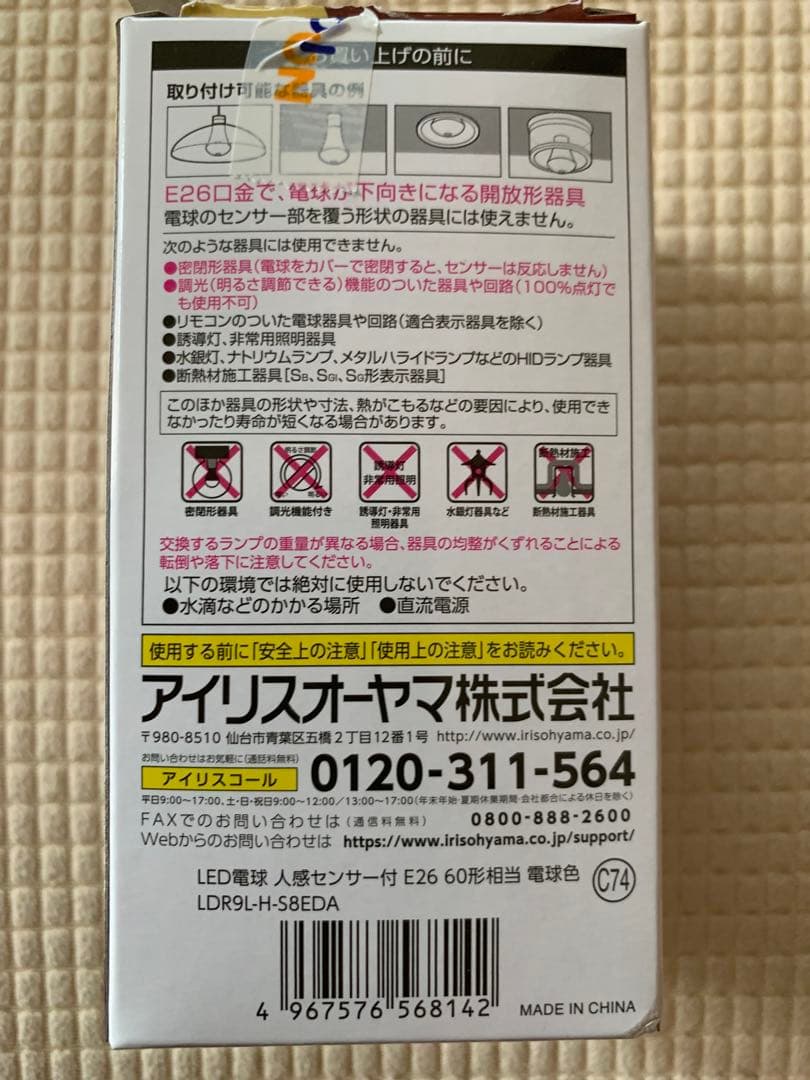 買い上げの前に
取り付け可能な器具の例
E26口金で、電球が下向きになる開放形器具
電球のセンサー部を覆う形状の器具には使えません。
次のような器具には使用できません。
●密閉形器具(電球をカバーで密閉すると、センサーは反応しません)
●調光(明るさ調節できる)機能のついた器具や回路(100%点灯で
も使用不可)
●リモコンのついた電球器具や回路(適合表示器具を除く)
●誘導灯、非常用照明器具
●水銀灯、ナトリウムランプ、メタルハライドランプなどのHIDランプ器具
●断熱材施工器具[SB、SGI、SG形表示器具]
このほか器具の形状や寸法、熱がこもるなどの要因により、使用でき
なかったり寿命が短くなる場合があります。
明るさ調節
誘導灯
非常用照明
断熱材施工
密閉形器具
調光機能付き
誘導灯・非常用
照明器具
水銀灯器具など
断熱材施工器具
交換するランプの重量が異なる場合、器具の均整がくずれることによる
転倒や落下に注意してください。
以下の環境では絶対に使用しないでください。
●水滴などのかかる場所 ●直流電源
使用する前に「安全上の注意」「使用上の注意」をお読みください。
アイリスオーヤマ株式会社
〒980-8510 仙台市青葉区五橋2丁目12番1号 http://www.irisohyama.co.jp/
お問い合わせはお気軽に(通話料無料)
アイリスコール 0120-311-564
平日9:00〜17:00、土・日・祝日9:00〜12:00/13:00〜17:00(年末年始・夏期休業期間・会社都合による休日を除く)
FAXでのお問い合わせは(通信料無料) 0800-888-2600
Webからのお問い合わせは https://www.irisohyama.co.jp/support/
LED電球 人感センサー付 E26 60形相当 電球色 C74
LDR9L-H-S8EDA
4 967576 568142
MADE IN CHINA